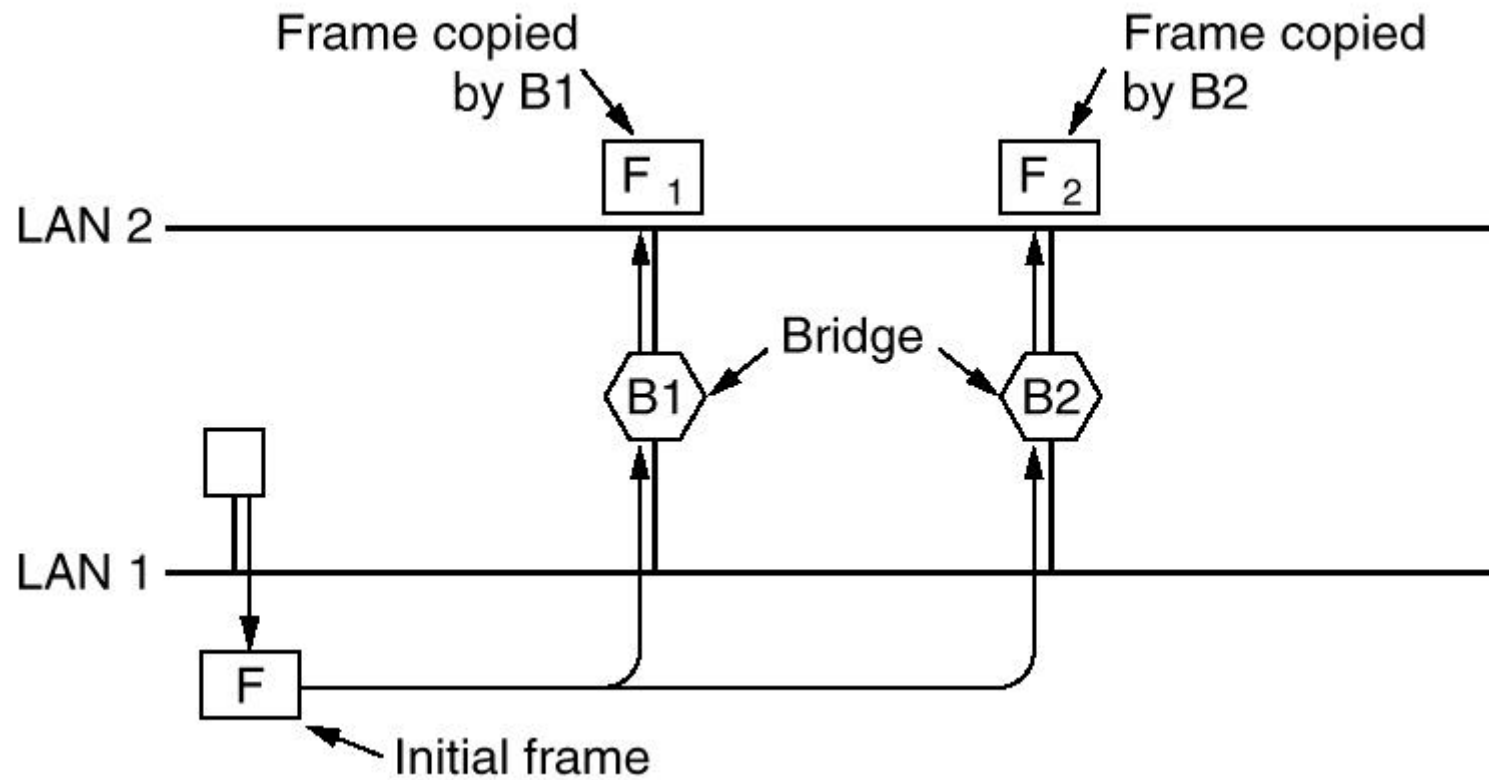 Frame copied
by B1
Frame copied
by B2
F 1
F 2
LAN 2
Bridge
B1
B2
LAN 1
F
Initial frame